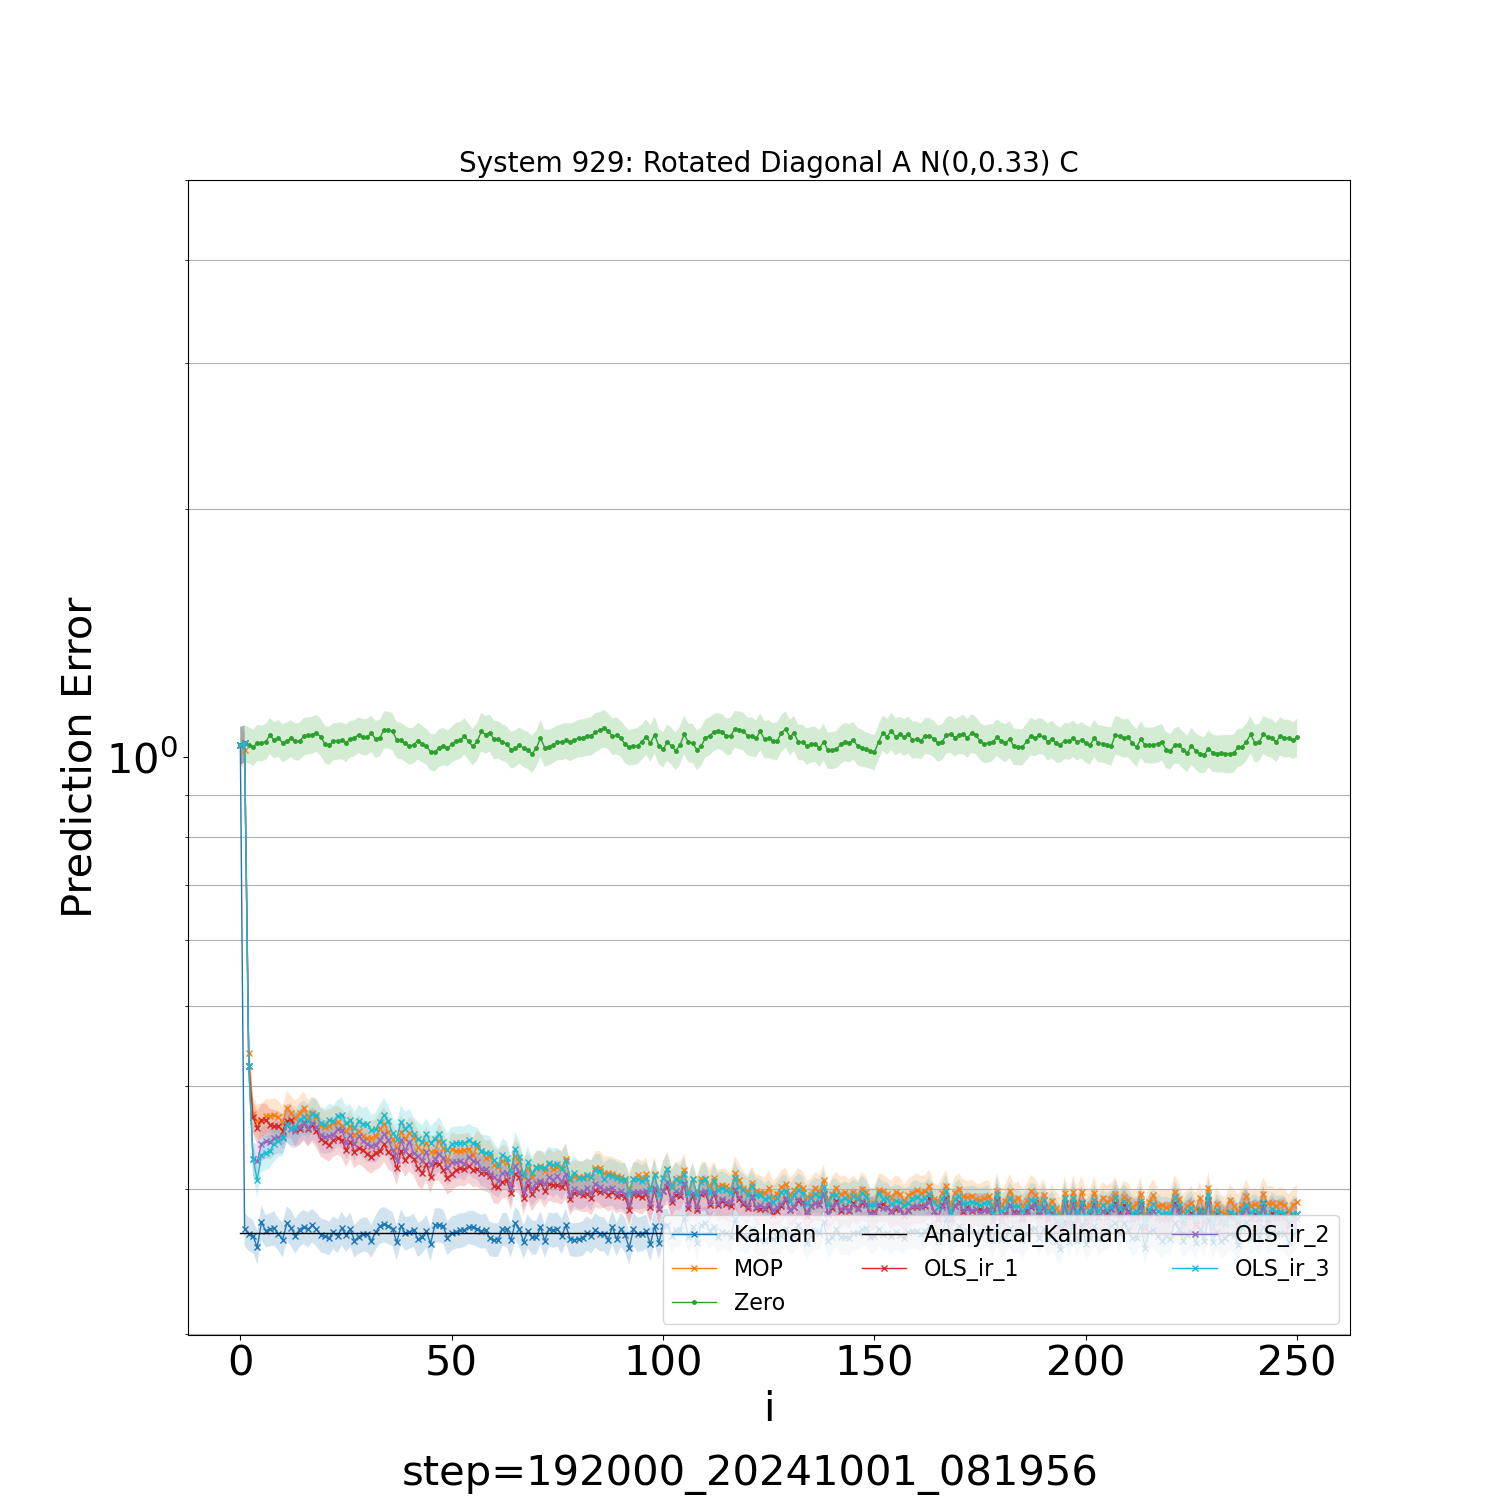 System 929: Rotated Diagonal A N(0,0.33) C
Prediction Error
10⁰
Kalman
MOP
Zero
Analytical_Kalman
OLS_ir_1
OLS_ir_2
OLS_ir_3
0 50 100 150 200 250
i
step=192000_20241001_081956